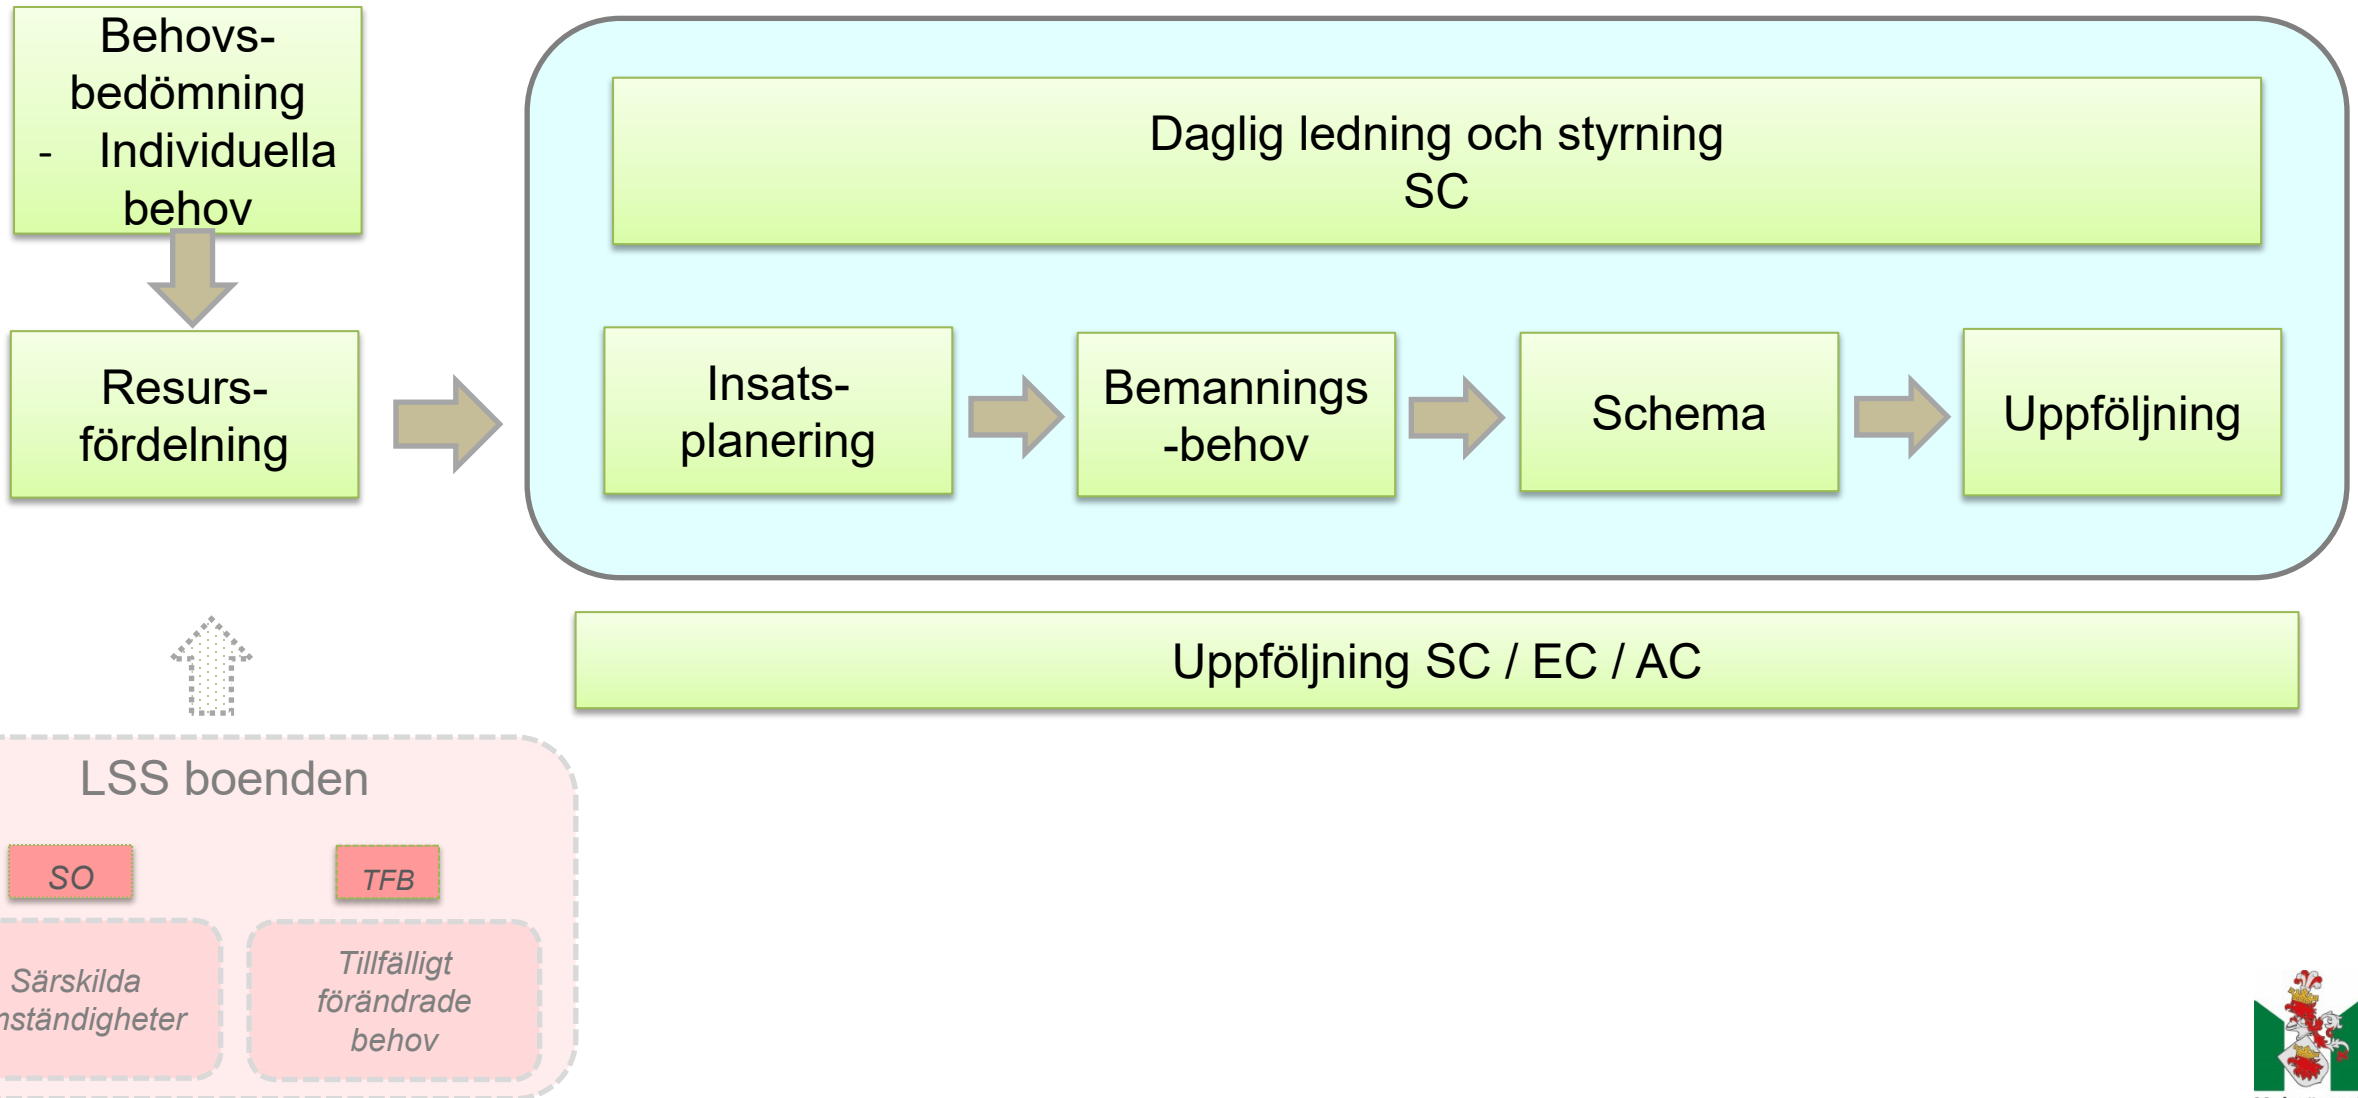 Behovs-
bedömning
- Individuella
behov
Resurs-
fördelning
Daglig ledning och styrning
SC
Insats-
planering
Bemannings
-behov
Schema
Uppföljning
Uppföljning SC / EC / AC
LSS boenden
SO
TFB
Särskilda
Tillfälligt
förändrade
behov